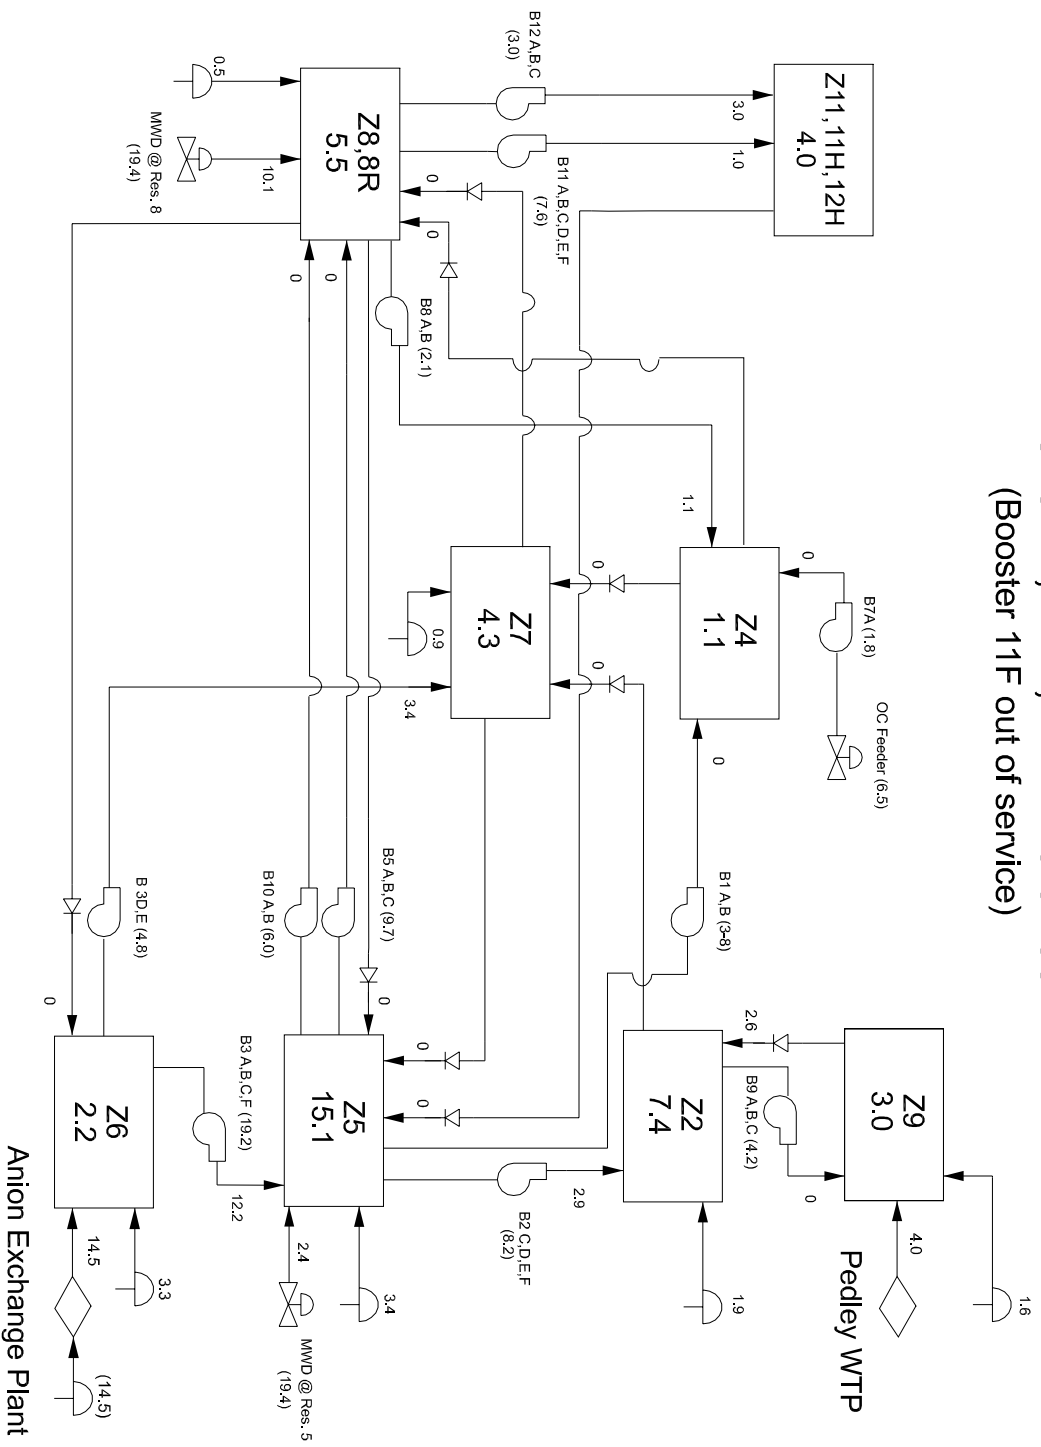 (Booster 11F out of service)
Z11,11H,12H
4.0
3.0
1.0
B12 A,B,C
(3.0)
B11 A,B,C,D,E,F
(7.6)
0.5
MWD @ Res. 8
(19.4)
10.1
Z8,8R
5.5
0
0
0
0
B8 A,B (2.1)
1.1
Z4
1.1
0
B7A (1.8)
OC Feeder (6.5)
0
0
0
Z7
4.3
0.9
3.4
B1 A,B (3-8)
B5 A,B,C (9.7)
B10 A,B (6.0)
B 3D,E (4.8)
Z9
3.0
1.6
4.0
Pedley WTP
2.6
B9 A,B,C (4.2)
0
Z2
7.4
1.9
2.9
B2 C,D,E,F
(8.2)
0
0
0
Z5
15.1
3.4
2.4
MWD @ Res. 5
(19.4)
B3 A,B,C,F (19.2)
12.2
0
Z6
2.2
3.3
14.5
(14.5)
Anion Exchange Plant